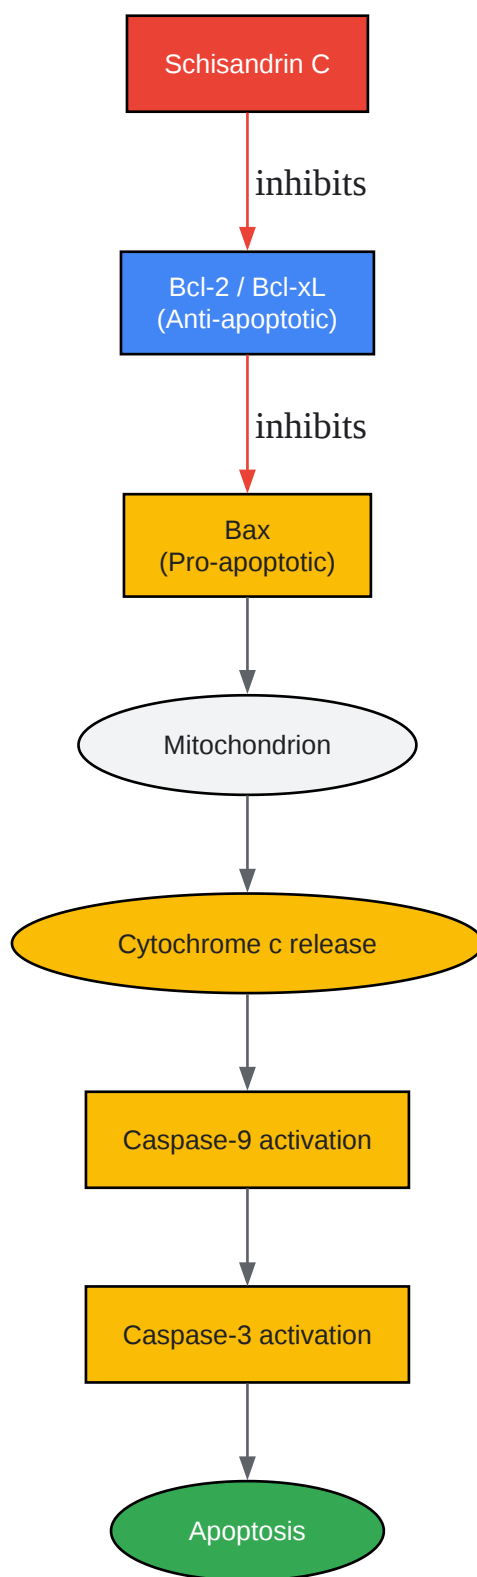 Schisandrin C
inhibits
Bcl-2 / Bcl-xL
(Anti-apoptotic)
inhibits
Bax
(Pro-apoptotic)
Mitochondrion
Cytochrome c release
Caspase-9 activation
Caspase-3 activation
Apoptosis